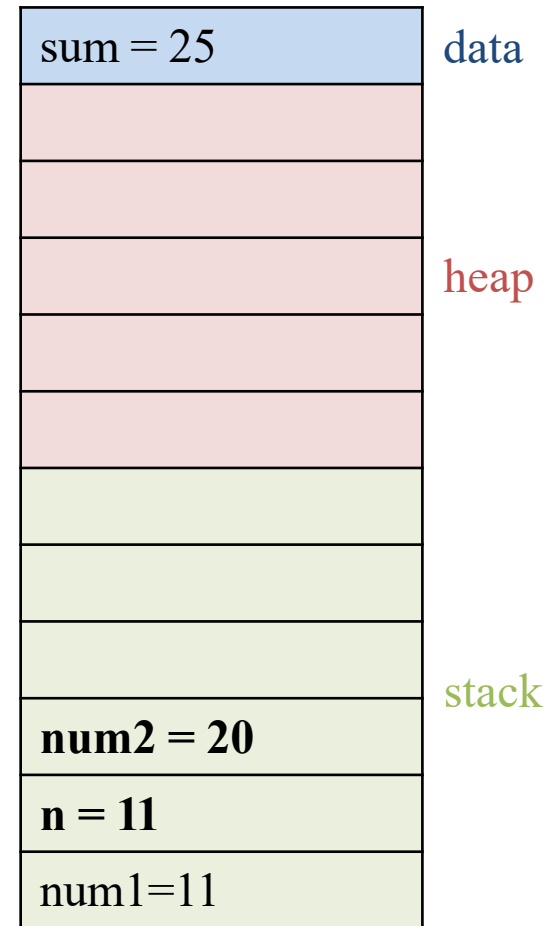 sum = 25
data
heap
stack
num2 = 20
n = 11
num1=11